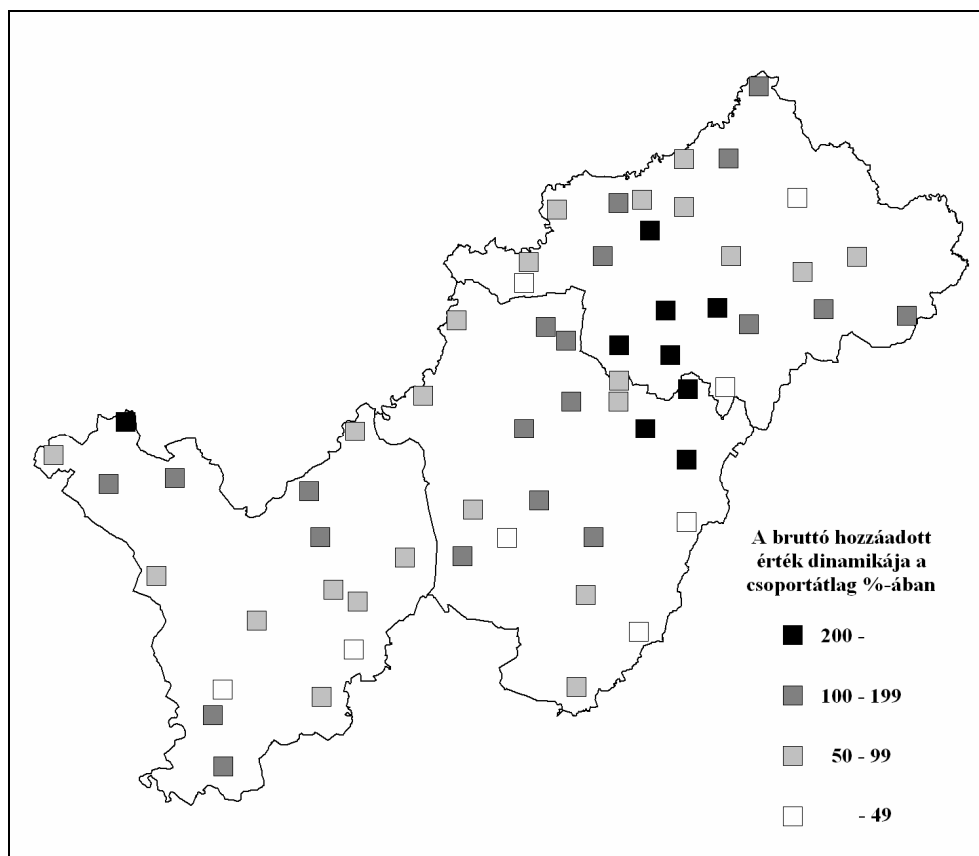 A bruttó hozzáadott
érték dinamikája a
csoportátlag %-ában
200 -
100 - 199
50 - 99
- 49